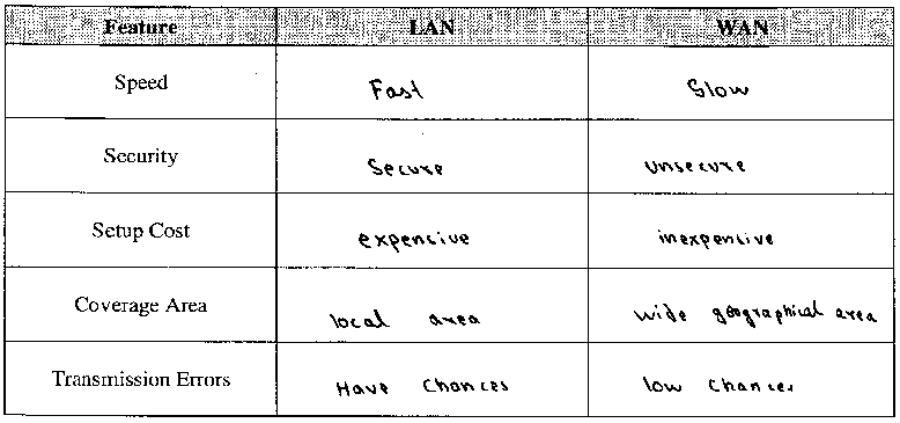 Feature LAN WAN
Speed Fast Slow
Security Secure unsecure
Setup Cost expencive inexpencive
Coverage Area local area wide geographical area
Transmission Errors Have Chances low Chances